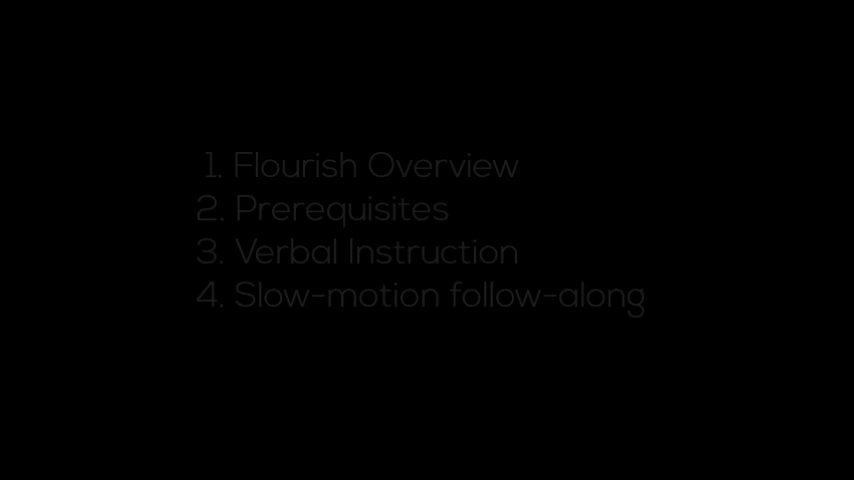 1. Flourish Overview
2. Prerequisites
3. Verbal Instruction
4. Slow-motion follow-along